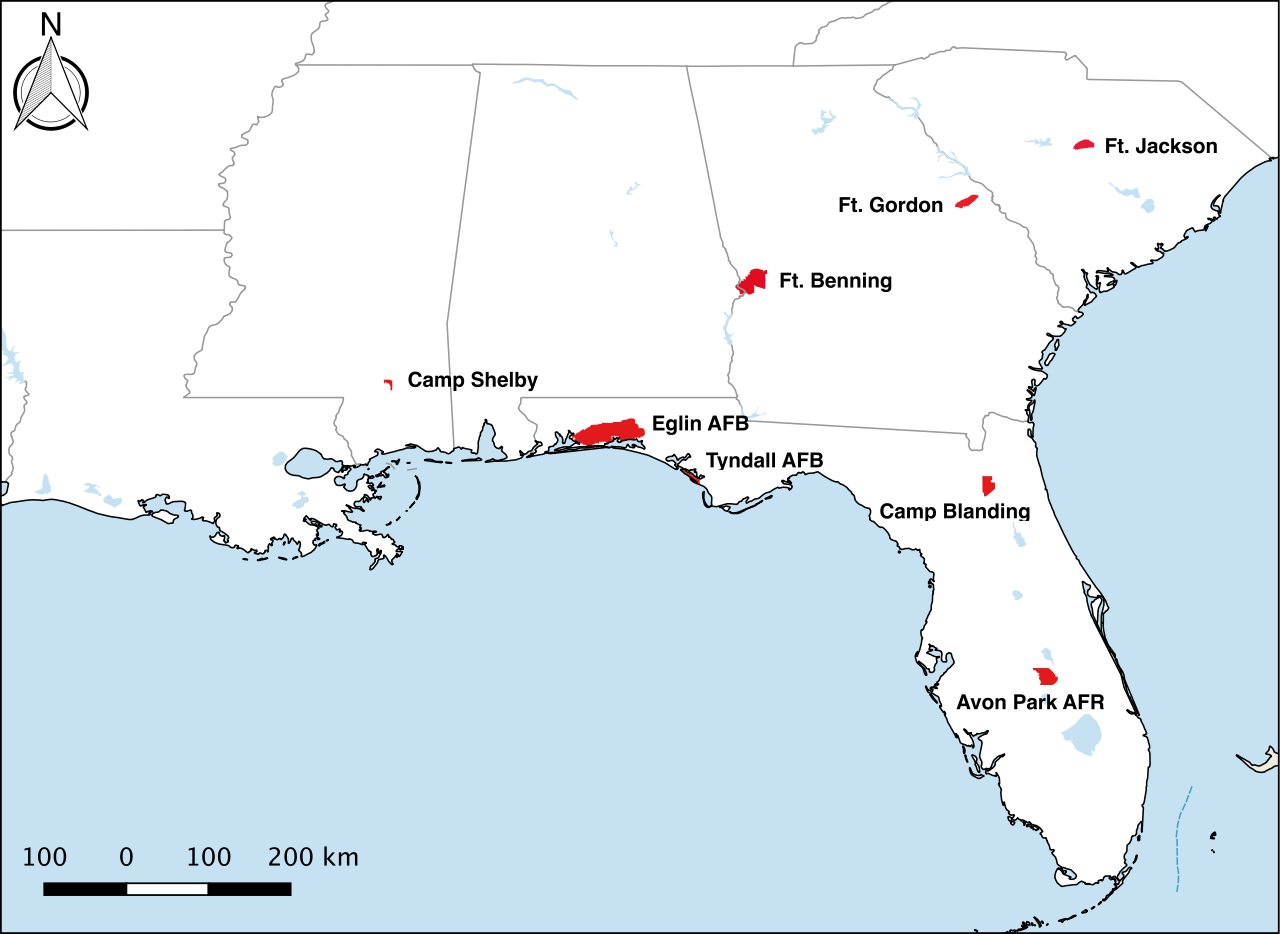 N
Ft. Jackson
Ft. Gordon
Ft. Benning
Camp Shelby
Eglin AFB
Tyndall AFB
Camp Blanding
Avon Park AFR
100 0 100 200 km